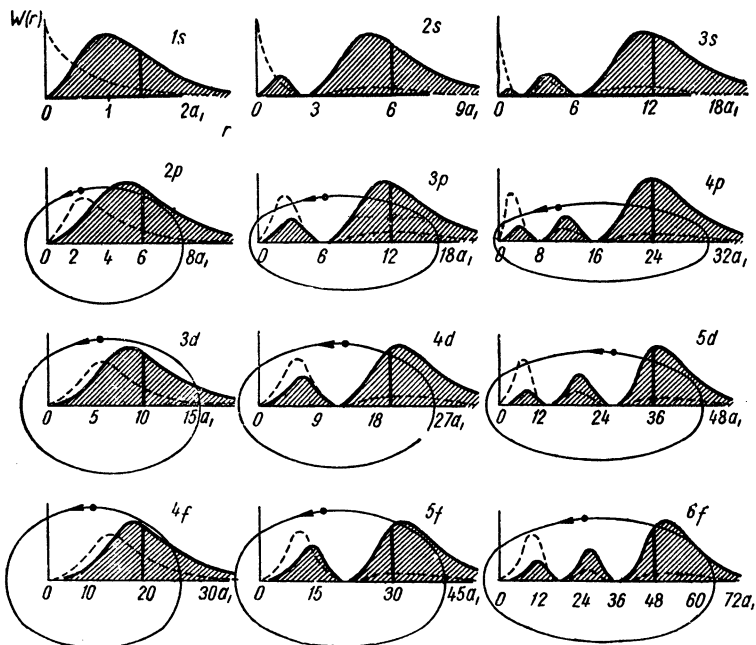 W(r) 1s 2s 3s
0 1 2a₁ 0 3 6 9a₁ 0 6 12 18a₁
r
2p 3p 4p
0 2 4 6 8a₁ 0 6 12 18a₁ 0 8 16 24 32a₁
3d 4d 5d
0 5 10 15a₁ 0 9 18 27a₁ 0 12 24 36 48a₁
4f 5f 6f
0 10 20 30a₁ 0 15 30 45a₁ 0 12 24 36 48 60 72a₁